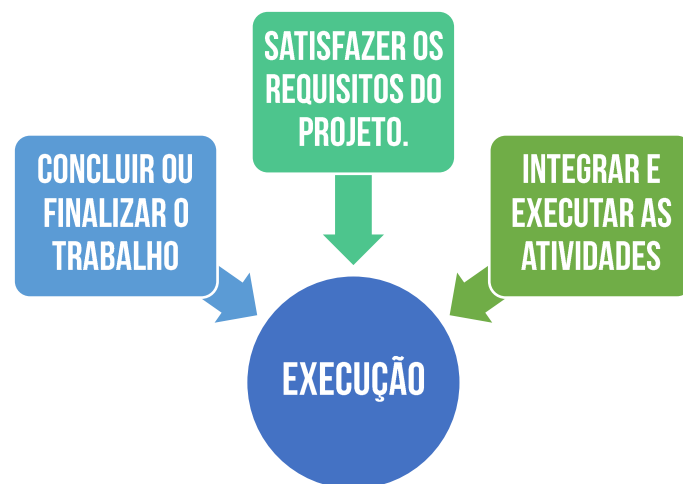 SATISFAZER OS
REQUISITOS DO
PROJETO.
CONCLUIR OU
FINALIZAR O
TRABALHO
INTEGRAR E
EXECUTAR AS
ATIVIDADES
EXECUÇÃO